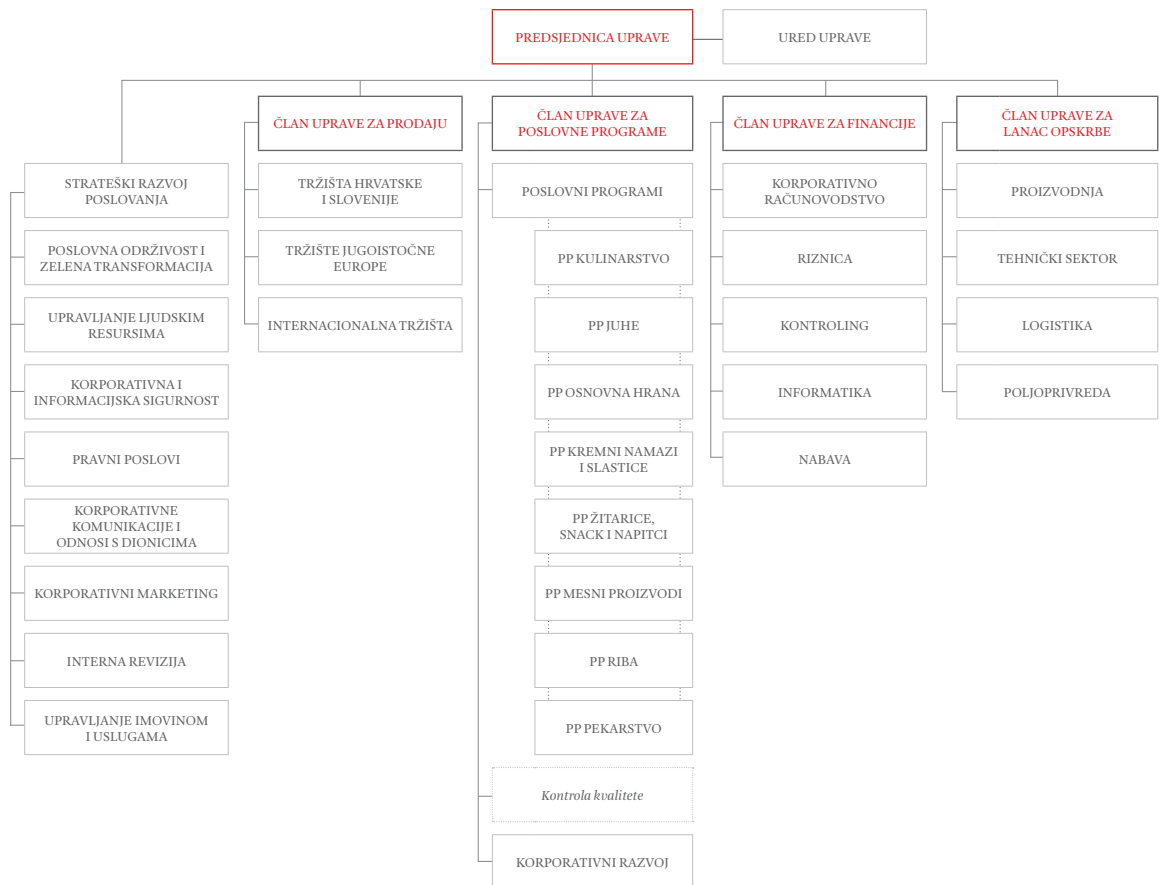 PREDSJEDNICA UPRAVE
URED UPRAVE
STRATEŠKI RAZVOJ
POSLOVANJA
POSLOVNA ODRŽIVOST I
ZELENA TRANSFORMACIJA
UPRAVLJANJE LJUDSKIM
RESURSIMA
KORPORATIVNA I
INFORMACIJSKA SIGURNOST
PRAVNI POSLOVI
KORPORATIVNE
KOMUNIKACIJE I
ODNOSI S DIONICIMA
KORPORATIVNI MARKETING
INTERNA REVIZIJA
UPRAVLJANJE IMOVINOM
I USLUGAMA
ČLAN UPRAVE ZA PRODAJU
TRŽIŠTA HRVATSKE
I SLOVENIJE
TRŽIŠTE JUGOISTOČNE
EUROPE
INTERNACIONALNA TRŽIŠTA
ČLAN UPRAVE ZA
POSLOVNE PROGRAME
POSLOVNI PROGRAMI
PP KULINARSTVO
PP JUHE
PP OSNOVNA HRANA
PP KREMNI NAMAZI
I SLASTICE
PP ŽITARICE,
SNACK I NAPITCI
PP MESNI PROIZVODI
PP RIBA
PP PEKARSTVO
Kontrola kvalitete
KORPORATIVNI RAZVOJ
ČLAN UPRAVE ZA FINANCIJE
KORPORATIVNO
RAČUNOVODSTVO
RIZNICA
KONTROLING
INFORMATIKA
NABAVA
ČLAN UPRAVE ZA
LANAC OPSKRBE
PROIZVODNJA
TEHNIČKI SEKTOR
LOGISTIKA
POLJOPRIVREDA